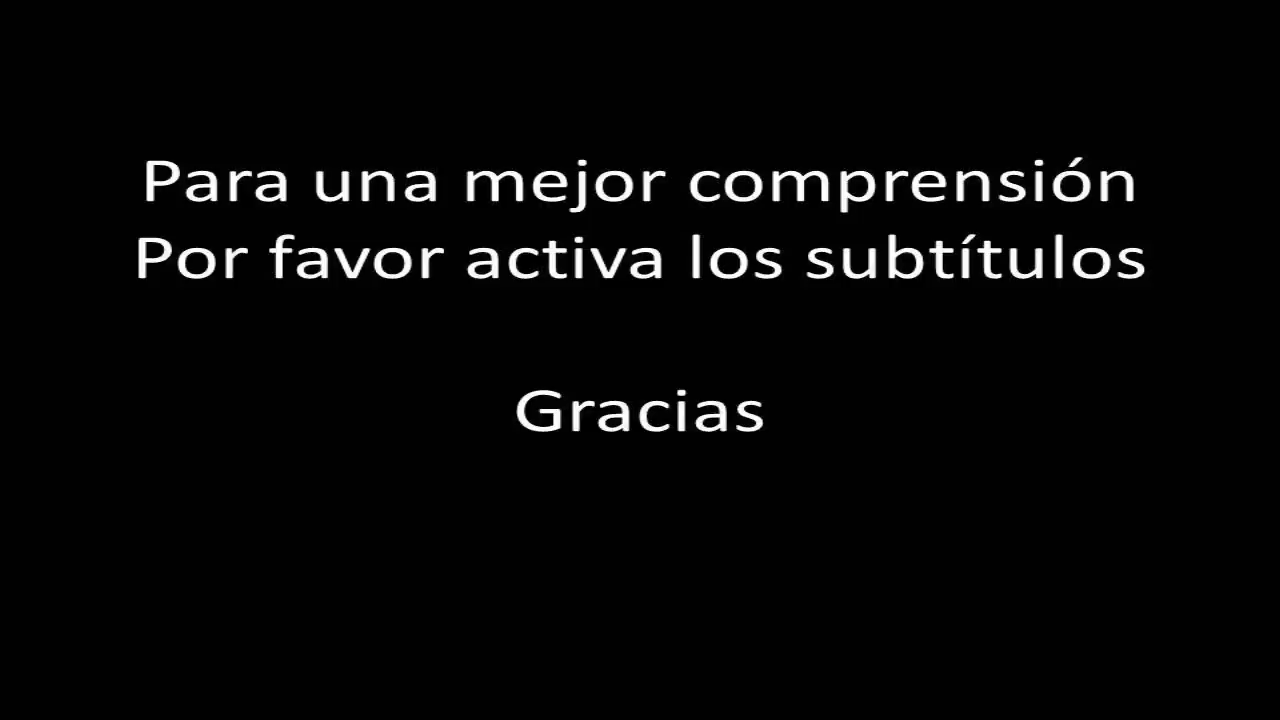 Para una mejor comprensión
Por favor activa los subtítulos
Gracias